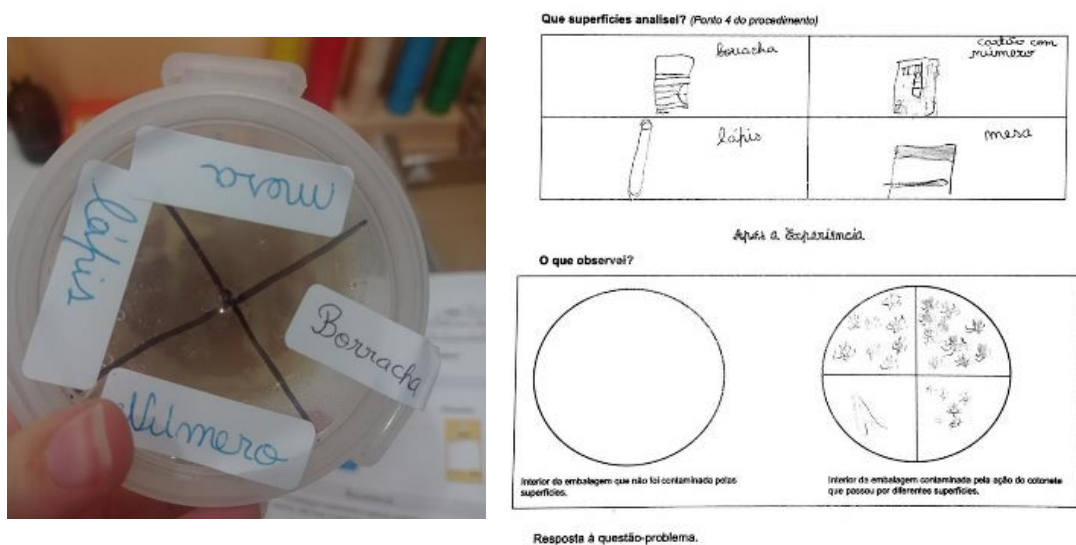 mesa
lápis
Borracha
Número
Que superfícies analisei? (Ponto 4 do procedimento)
borracha
cartão com
número
lápis
mesa
Após a Experiência
O que observei?
Interior da embalagem que não foi contaminada pelas
superfícies.
Interior da embalagem contaminada pela ação do cotonete
que passou por diferentes superfícies.
Resposta à questão-problema.